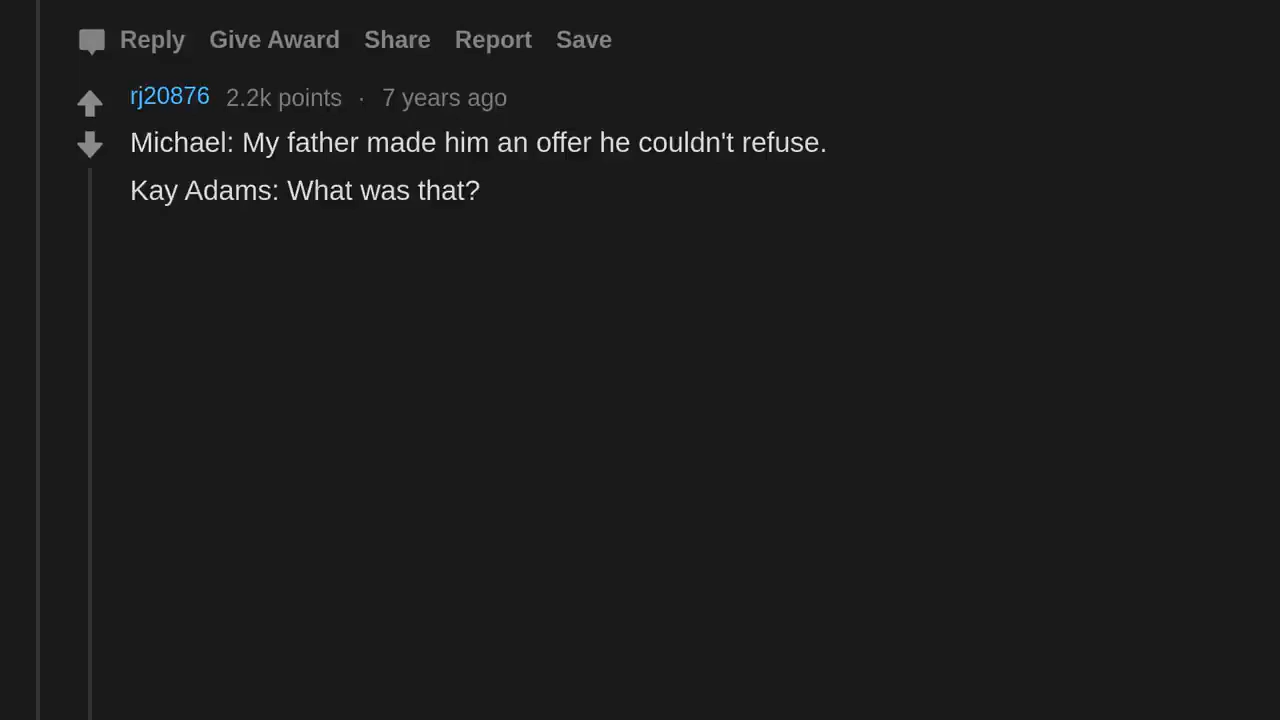 Reply Give Award Share Report Save
rj20876 2.2k points · 7 years ago
Michael: My father made him an offer he couldn't refuse.
Kay Adams: What was that?